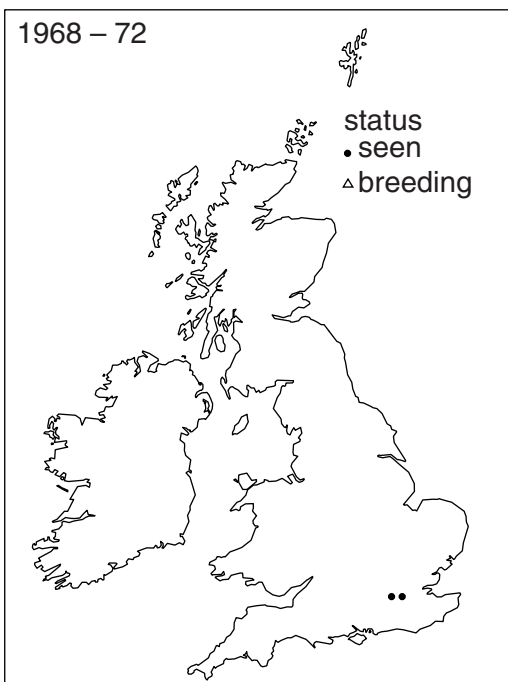 1968 – 72
status
seen
breeding